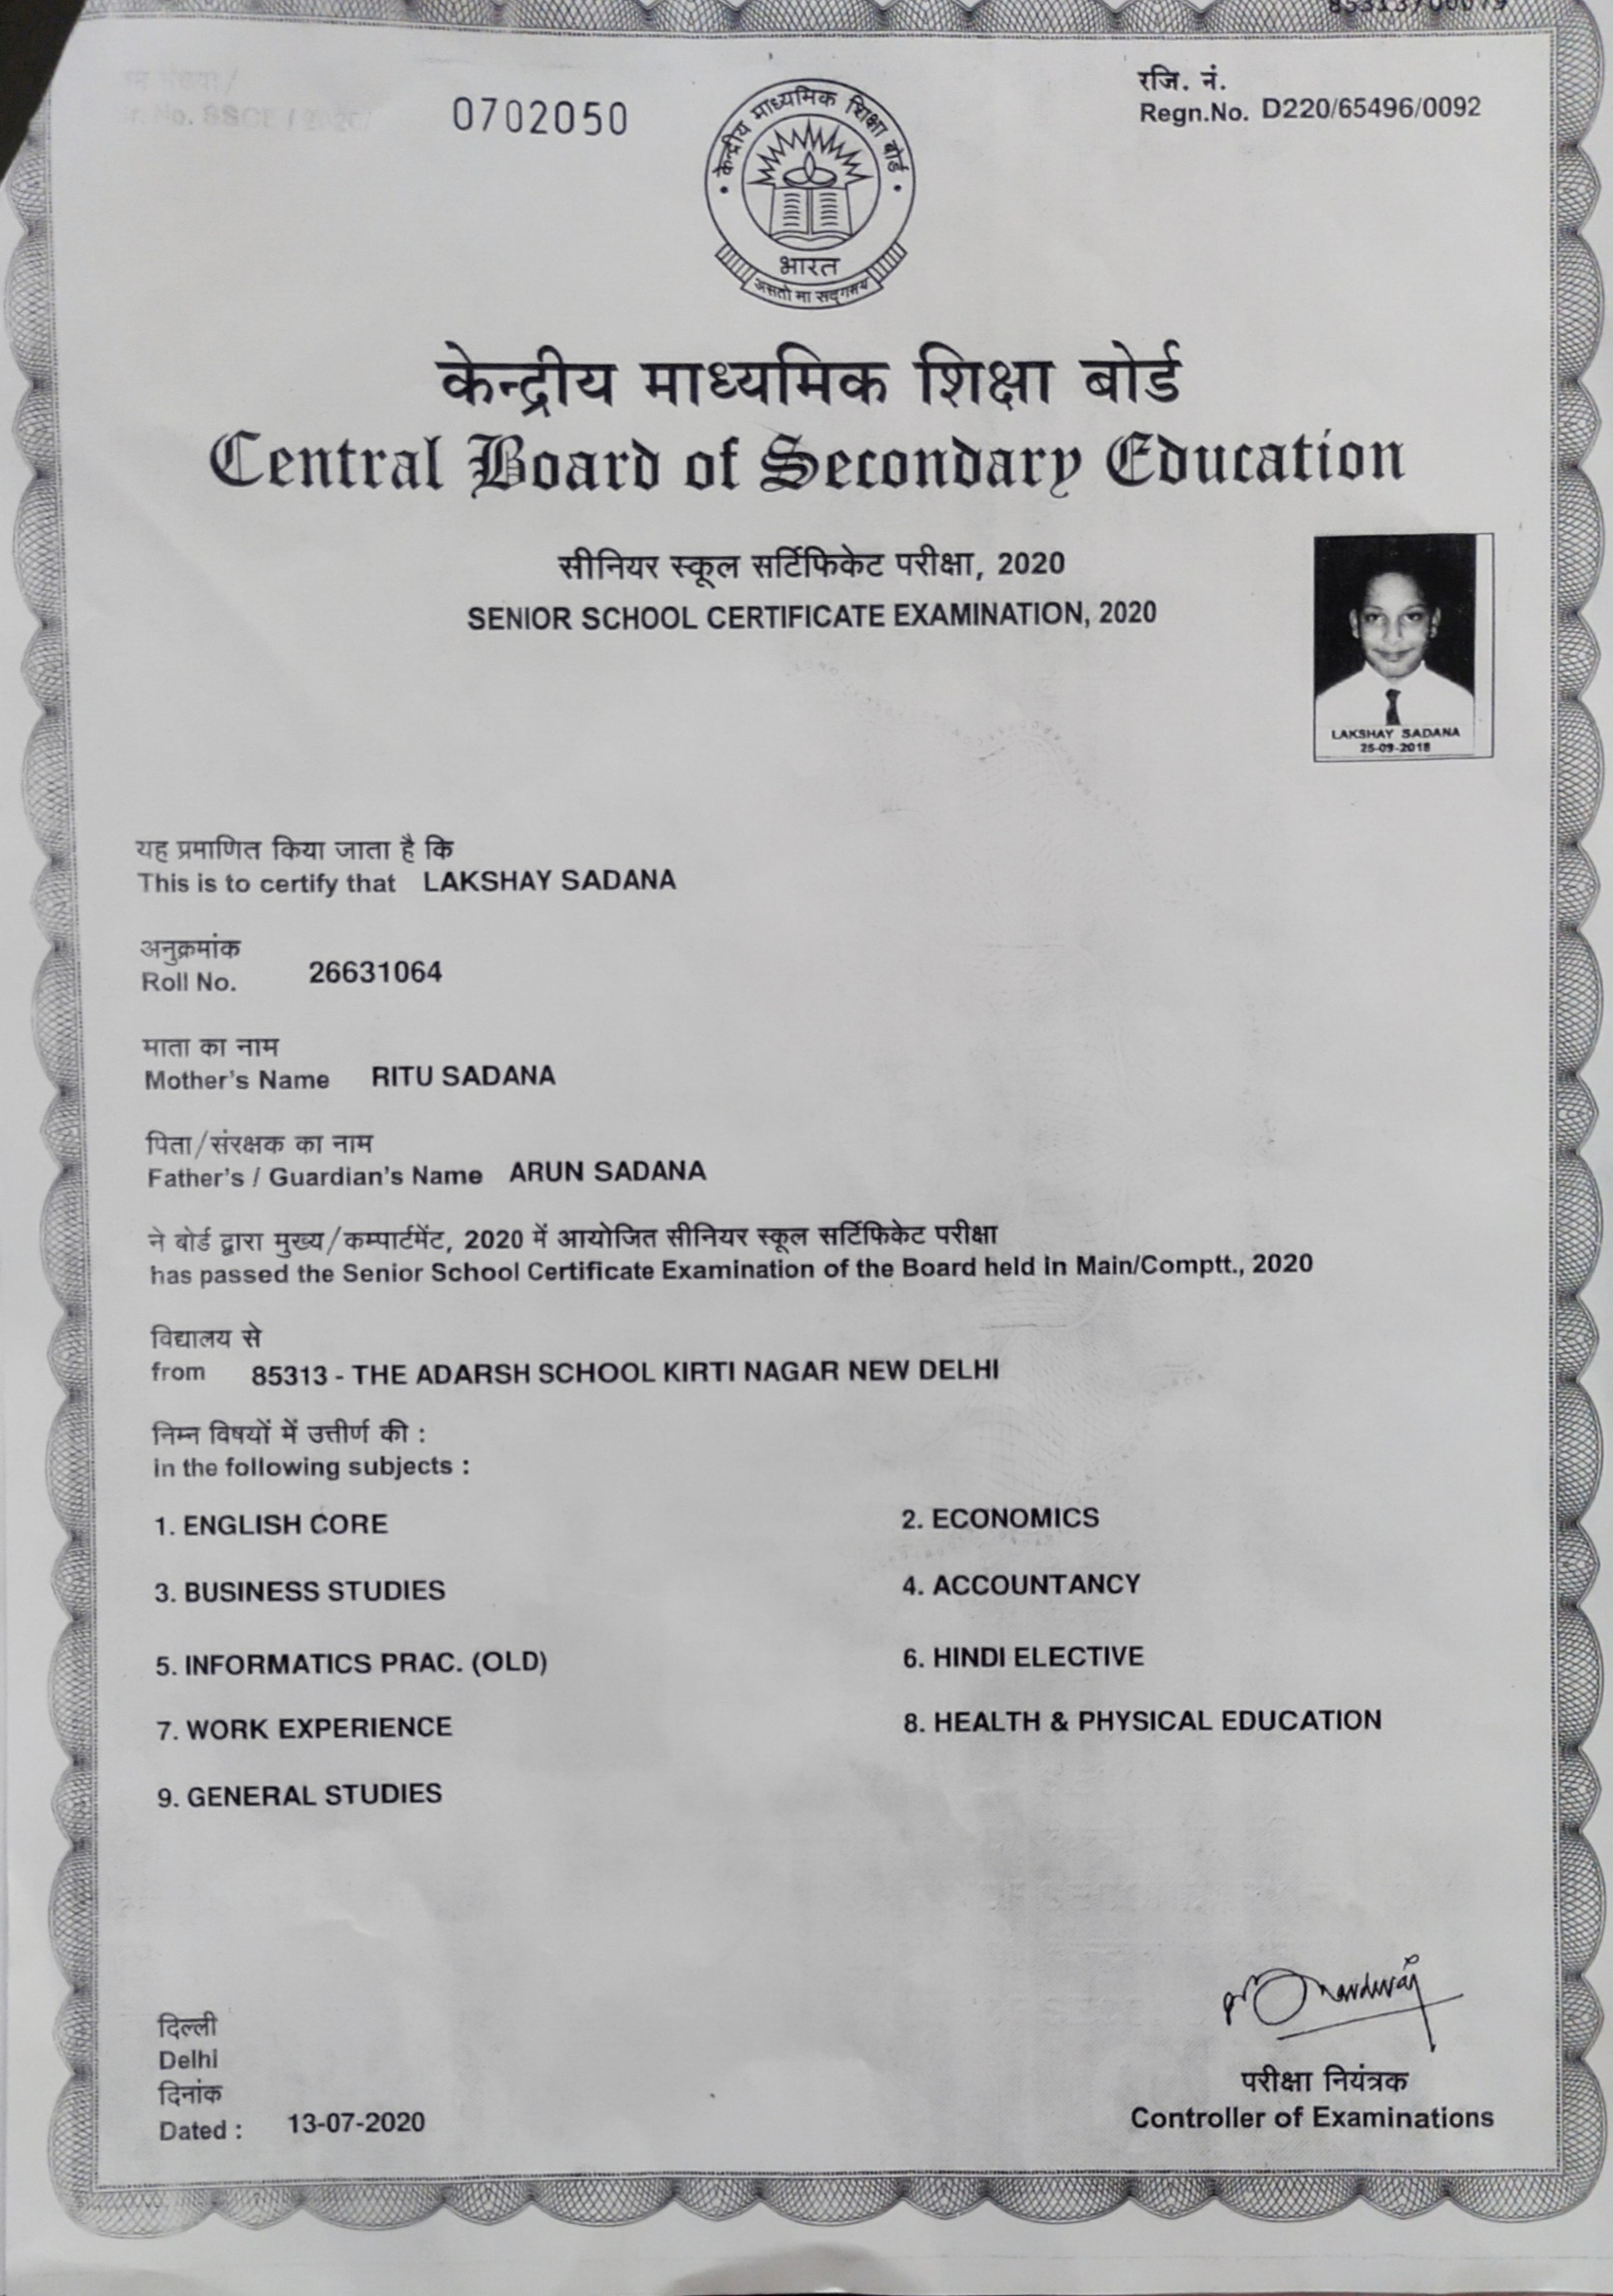 85313/00079
0702050
रजि. नं.
Regn.No. D220/65496/0092
केन्द्रीय माध्यमिक शिक्षा बोर्ड
भारत
असतो मा सद्गमय
केन्द्रीय माध्यमिक शिक्षा बोर्ड
Central Board of Secondary Education
सीनियर स्कूल सर्टिफिकेट परीक्षा, 2020
SENIOR SCHOOL CERTIFICATE EXAMINATION, 2020
LAKSHAY SADANA
25-09-2018
यह प्रमाणित किया जाता है कि
This is to certify that LAKSHAY SADANA
अनुक्रमांक
Roll No. 26631064
माता का नाम
Mother's Name RITU SADANA
पिता/संरक्षक का नाम
Father's / Guardian's Name ARUN SADANA
ने बोर्ड द्वारा मुख्य/कम्पार्टमेंट, 2020 में आयोजित सीनियर स्कूल सर्टिफिकेट परीक्षा
has passed the Senior School Certificate Examination of the Board held in Main/Comptt., 2020
विद्यालय से
from 85313 - THE ADARSH SCHOOL KIRTI NAGAR NEW DELHI
निम्न विषयों में उत्तीर्ण की :
in the following subjects :
1. ENGLISH CORE 2. ECONOMICS
3. BUSINESS STUDIES 4. ACCOUNTANCY
5. INFORMATICS PRAC. (OLD) 6. HINDI ELECTIVE
7. WORK EXPERIENCE 8. HEALTH & PHYSICAL EDUCATION
9. GENERAL STUDIES
दिल्ली
Delhi
दिनांक
Dated : 13-07-2020
परीक्षा नियंत्रक
Controller of Examinations